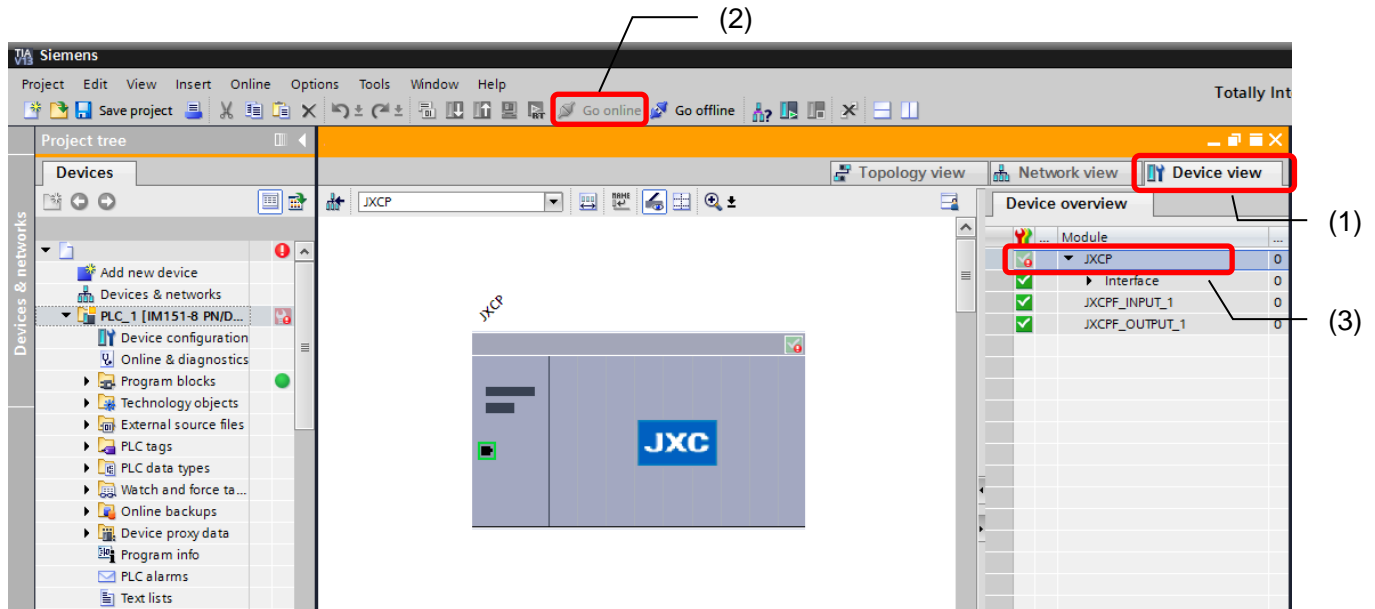 (2)
TIA V13 Siemens
Project Edit View Insert Online Options Tools Window Help
Totally Int
Save project Go online Go offline
Project tree
Topology view Network view Device view
Devices
JXCP
NAME
Device overview
(1)
Devices & networks
... Module ...
JXCP 0
Add new device
Interface 0
Devices & networks
JXCPF_INPUT_1 0
PLC_1 [IM151-8 PN/D...
JXCPF_OUTPUT_1 0
(3)
JXCP
Device configuration
Online & diagnostics
Program blocks
Technology objects
External source files
PLC tags
JXC
PLC data types
Watch and force ta...
Online backups
Device proxy data
Program info
PLC alarms
Text lists